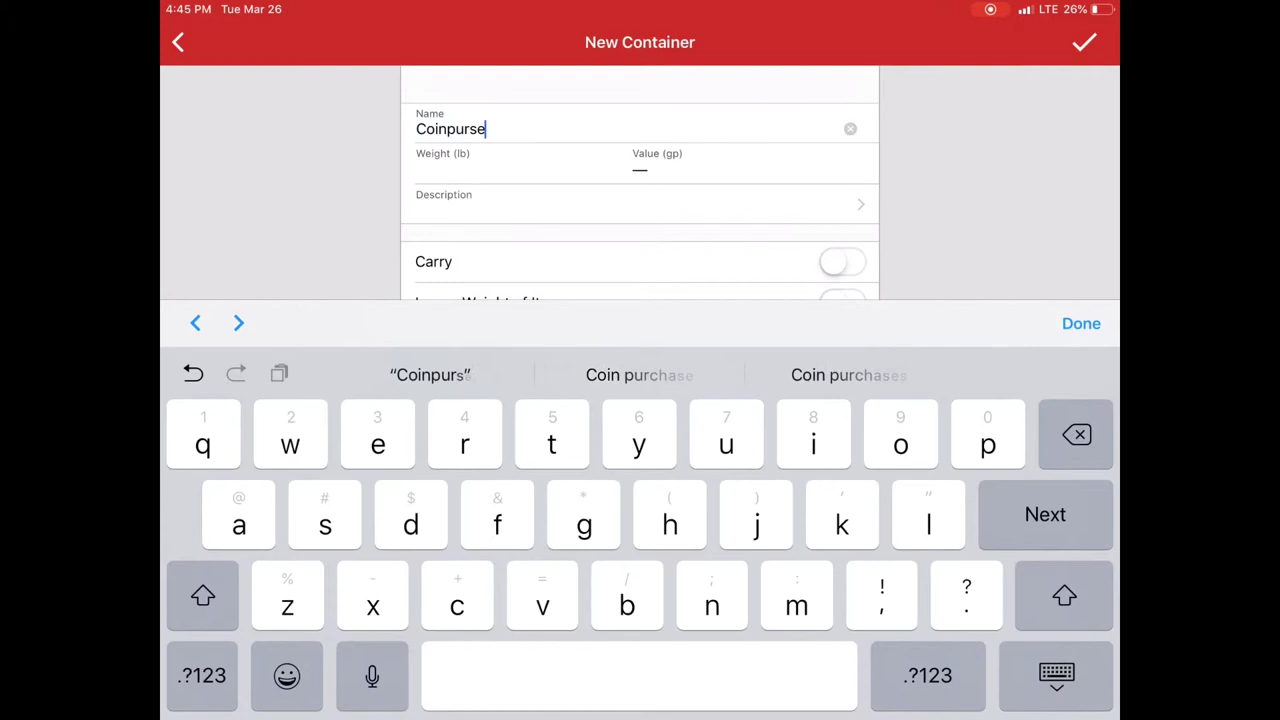 4:45 PM Tue Mar 26 LTE 26%
New Container
Name
Coinpurse
Weight (lb) Value (gp)
—
Description
Carry
Done
“Coinpurs” Coin purchase Coin purchases
1 2 3 4 5 6 7 8 9 0
q w e r t y u i o p
@ # $ & * ( ) ' "
a s d f g h j k l Next
% - + = / ; : ! ?
z x c v b n m , .
.?123 .?123